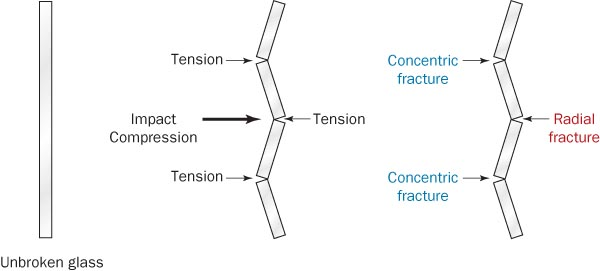 Tension
Impact
Compression
Tension
Tension
Concentric
fracture
Radial
fracture
Concentric
fracture
Unbroken glass